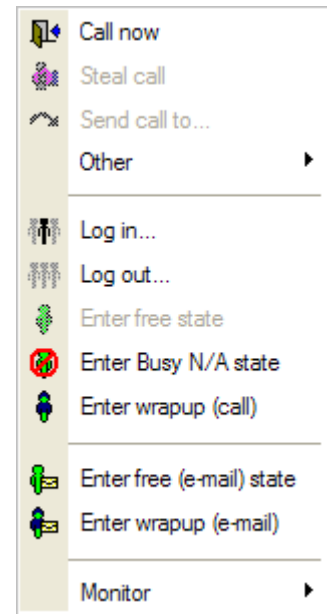 Call now
Steal call
Send call to...
Other
Log in...
Log out...
Enter free state
Enter Busy N/A state
Enter wrapup (call)
Enter free (e-mail) state
Enter wrapup (e-mail)
Monitor